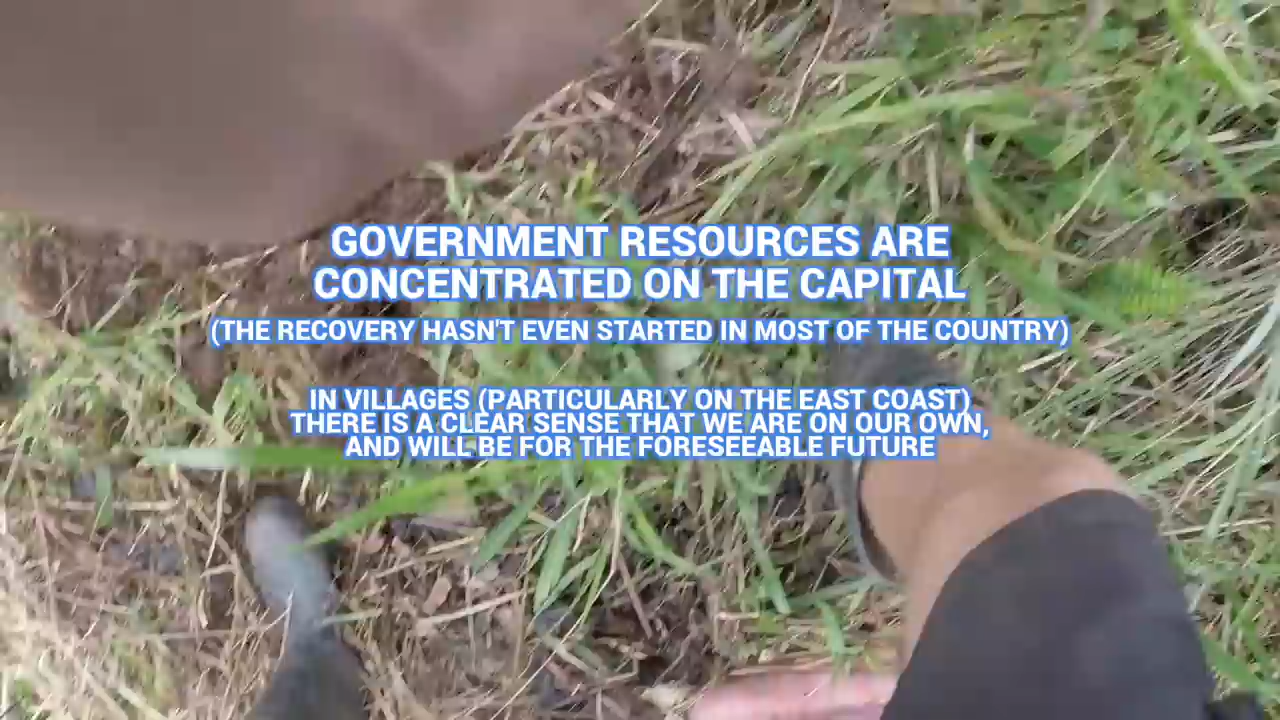 GOVERNMENT RESOURCES ARE
CONCENTRATED ON THE CAPITAL
(THE RECOVERY HASN'T EVEN STARTED IN MOST OF THE COUNTRY)
IN VILLAGES (PARTICULARLY ON THE EAST COAST)
THERE IS A CLEAR SENSE THAT WE ARE ON OUR OWN,
AND WILL BE FOR THE FORESEEABLE FUTURE